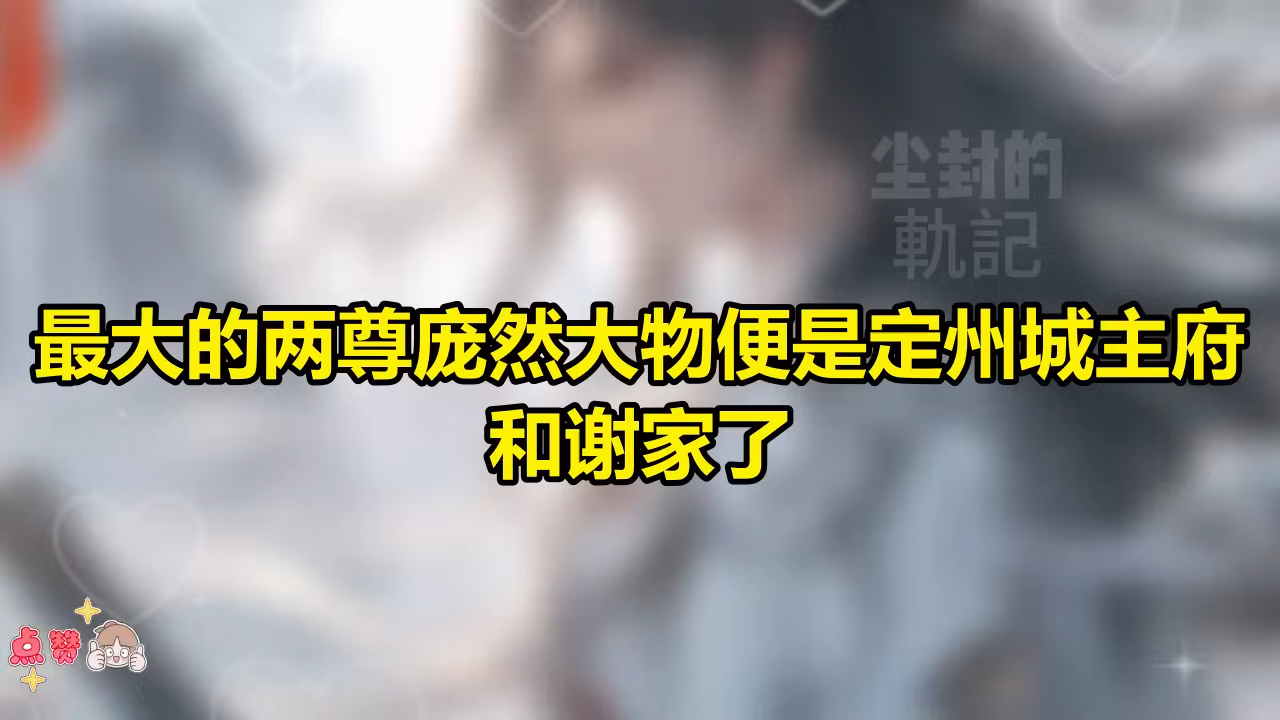 尘封的
軌記
最大的两尊庞然大物便是定州城主府
和谢家了
点赞